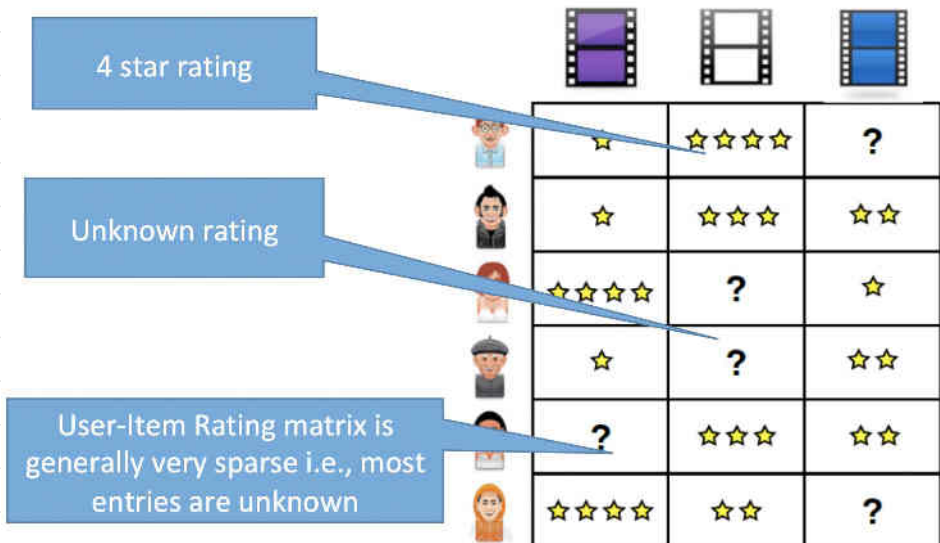 4 star rating
?
Unknown rating
?
?
User-Item Rating matrix is
generally very sparse i.e., most
entries are unknown
?
?